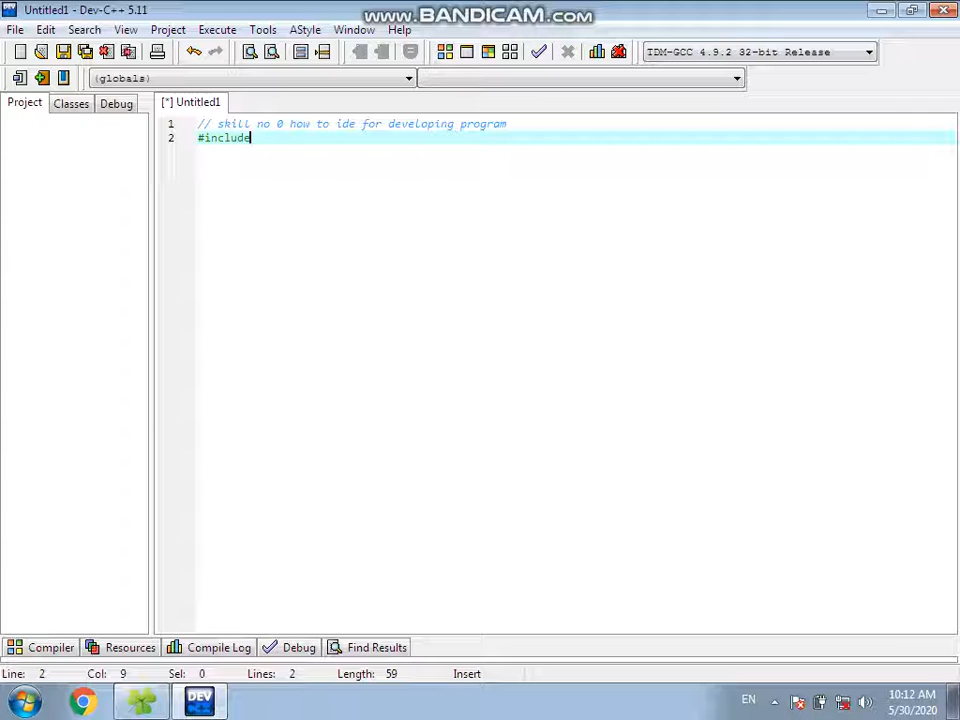 Untitled1 - Dev-C++ 5.11
www.BANDICAM.com
File Edit Search View Project Execute Tools AStyle Window Help
TDM-GCC 4.9.2 32-bit Release
(globals)
Project Classes Debug
[*] Untitled1
1 // skill no 0 how to ide for developing program
2 #include
Compiler Resources Compile Log Debug Find Results
Line: 2 Col: 9 Sel: 0 Lines: 2 Length: 59 Insert
DEV C++
EN
10:12 AM
5/30/2020